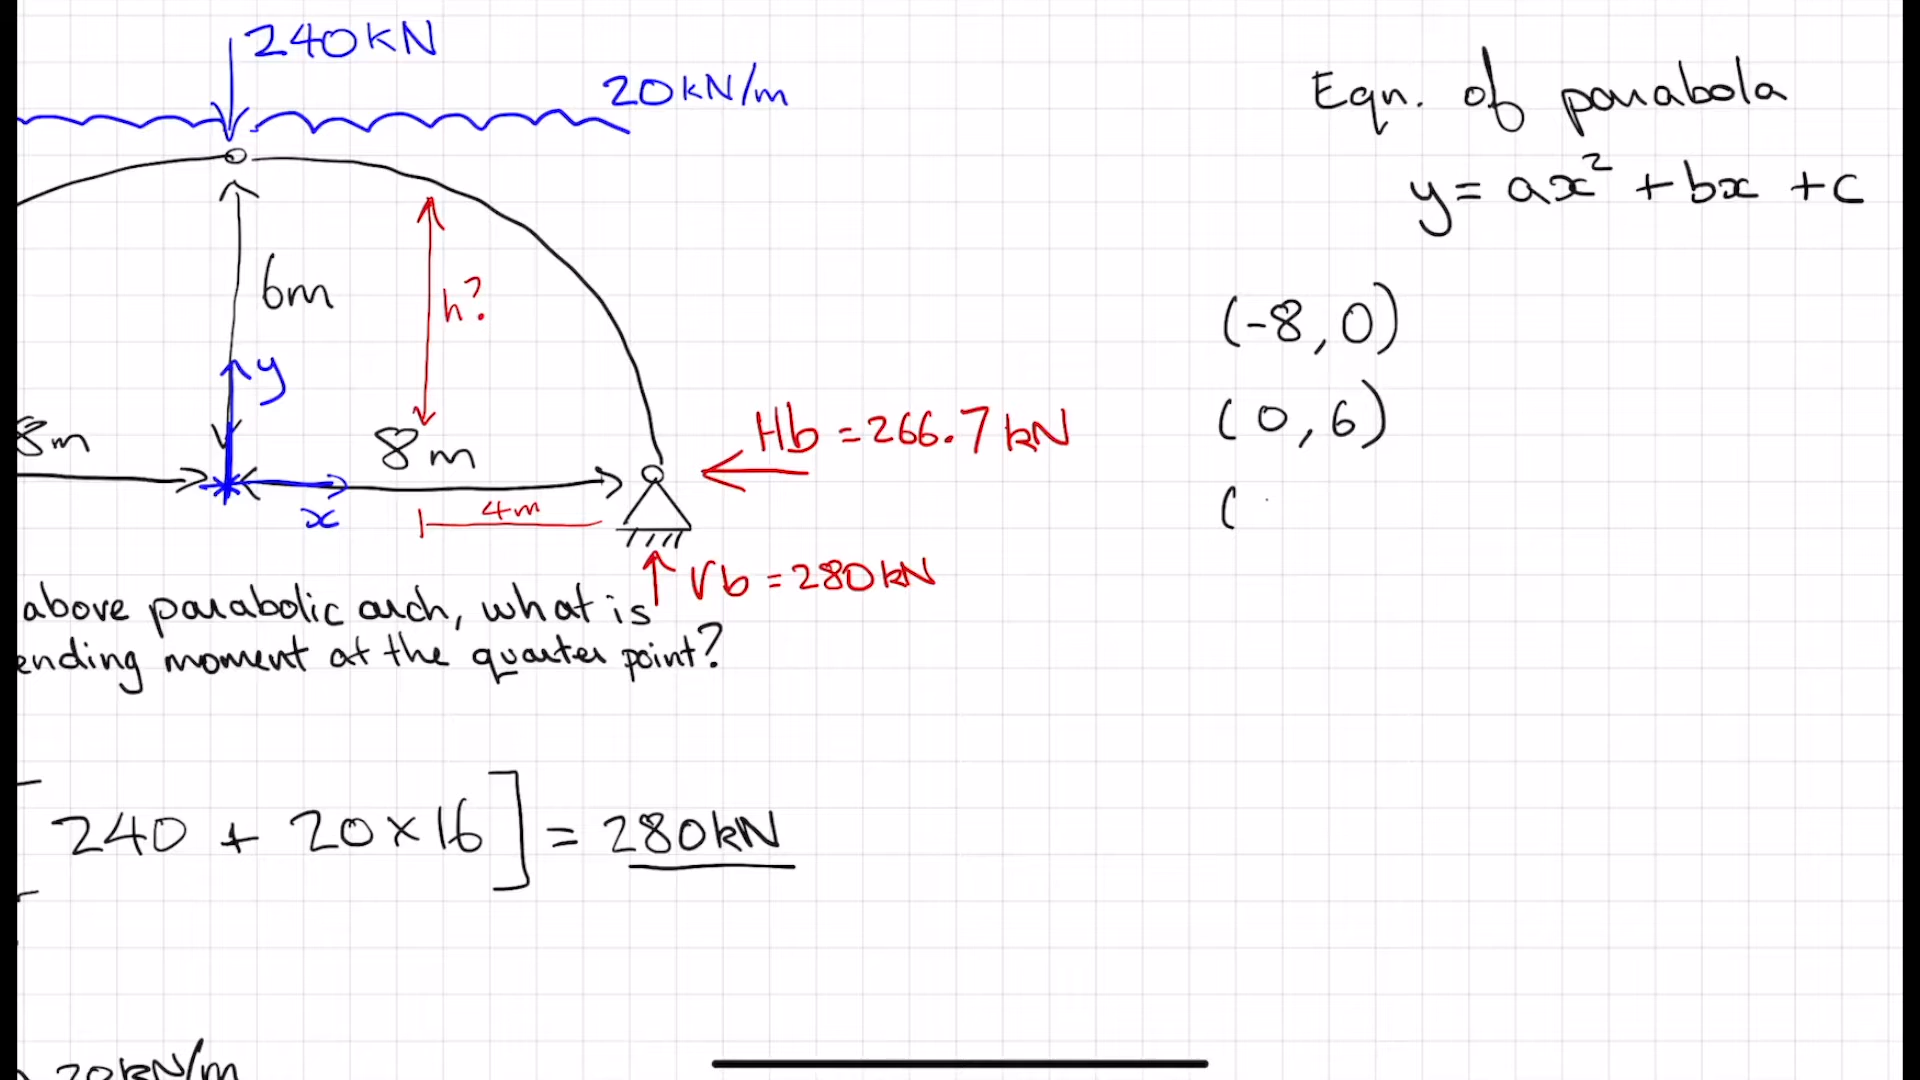 240kN
20kN/m
6m
h?
y
8m
8m
x
4m
Hb = 266.7 kN
Vb = 280kN
above parabolic arch, what is
ending moment at the quarter point?
240 + 20 × 16] = 280kN
20kN/m
Eqn. of parabola
y = ax² + bx + c
(-8, 0)
(0, 6)
(